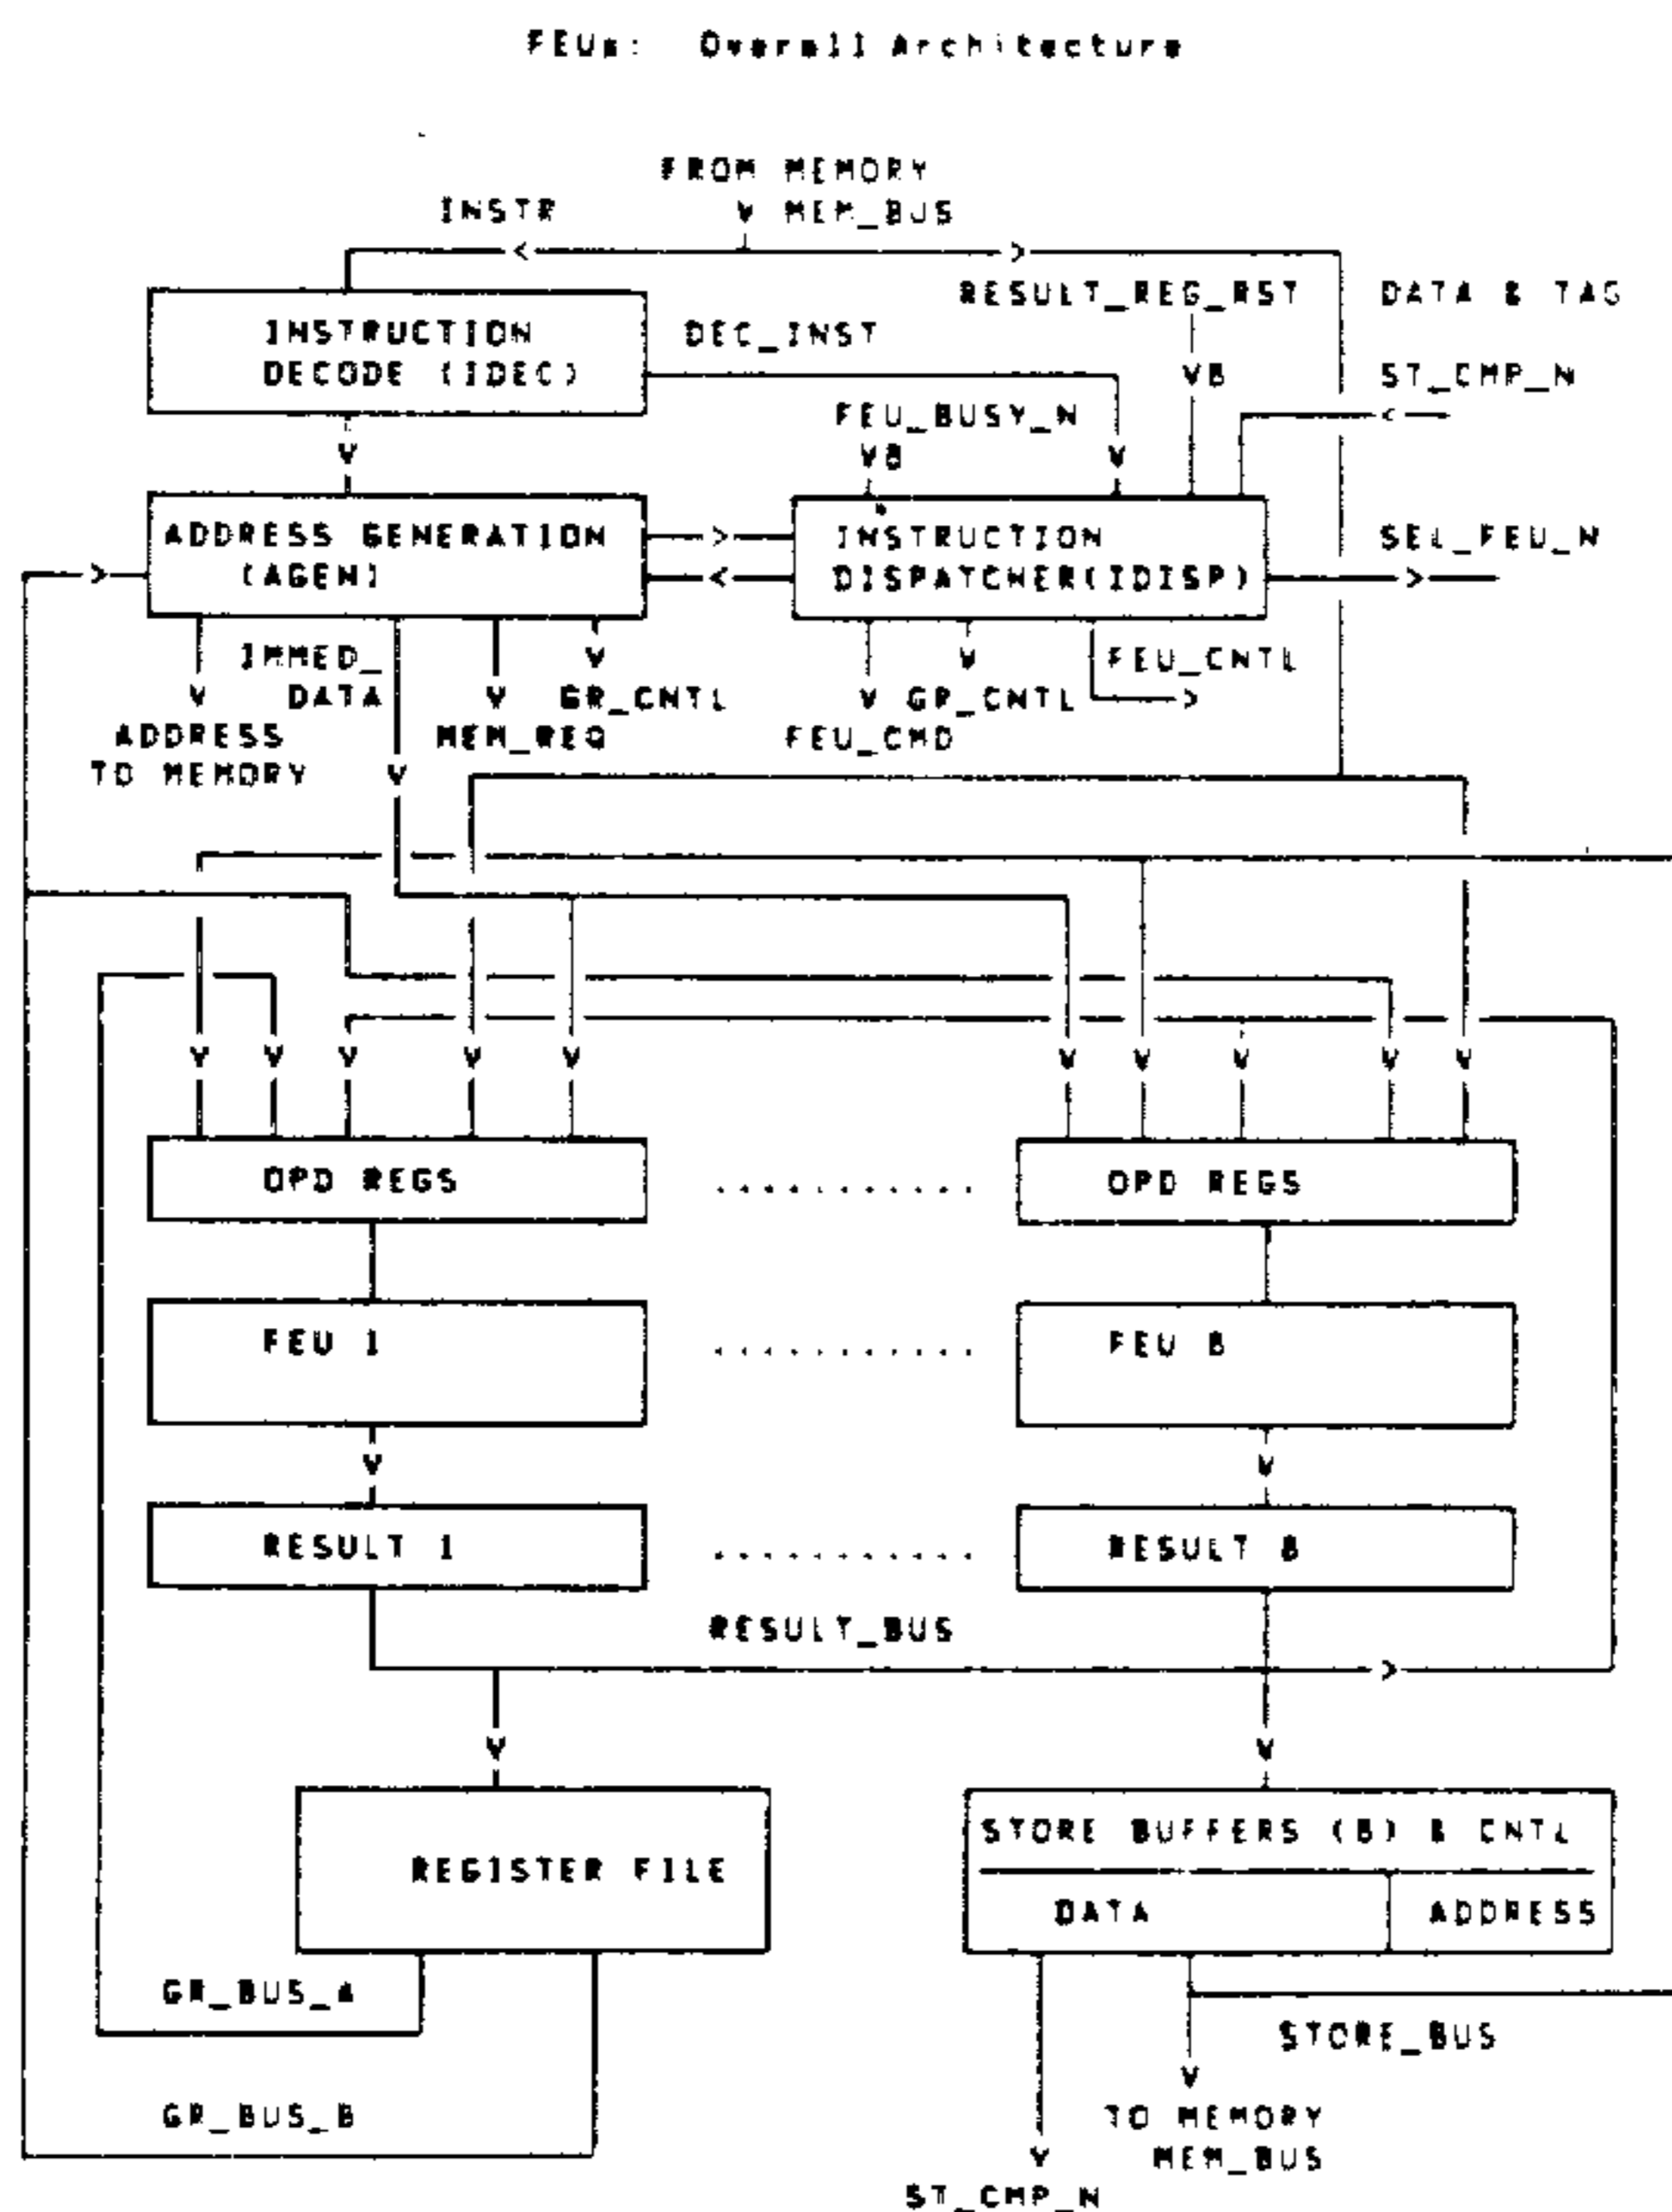 FEUs: Overall Architecture
FROM MEMORY
INSTR V MEM_BUS
< >
RESULT_REG_RST DATA & TAG
INSTRUCTION DEC_INST
DECODE (IDEC) V8 ST_CMP_N
FEU_BUSY_N <
V V8 V
ADDRESS GENERATION > INSTRUCTION SEL_FEU_N
> (AGEN) < DISPATCHER(IDISP) >
IMMED_ V V FEU_CNTL
V DATA V GR_CNTL V GR_CNTL >
ADDRESS MEM_REQ FEU_CMD
TO MEMORY V
V V V V V V V V V V
OPD REGS ........... OPD REGS
FEU 1 ........... FEU 8
V V
RESULT 1 ........... RESULT 8
RESULT_BUS
>
V V
STORE BUFFERS (8) & CNTL
REGISTER FILE
DATA ADDRESS
GR_BUS_A
STORE_BUS
V
GR_BUS_B TO MEMORY
V MEM_BUS
ST_CMP_N